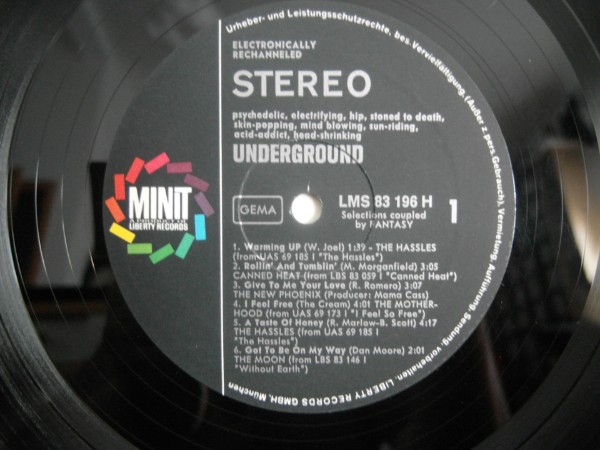 Urheber- und Leistungsschutzrechte, bes. Vervielfältigung, (Außer z. pers Gebrauch), Vermietung, Aufführung Sendung, vorbehalten. LIBERTY RECORDS GMBH, München
ELECTRONICALLY
RECHANNELED
STEREO
psychedelic, electrifying, hip, stoned to death,
skin-popping, mind blowing, sun-riding,
acid-addict, head-shrinking
UNDERGROUND
MINIT
LIBERTY RECORDS
GEMA
LMS 83 196 H
Selections coupled
by FANTASY
1
1. Warming UP (W. Joel) 1:39 - THE HASSLES
(from UAS 69 185 I "The Hassles")
2. Rollin' And Tumblin' (M. Morganfield) 3:05
CANNED HEAT-(from LBS 83 059 I "Canned Heat")
3. Give To Me Your Love (R. Romero) 3:07
THE NEW PHOENIX (Producer: Mama Cass)
4. I Feel Free (The Cream) 4:01 THE MOTHER-
HOOD (from UAS 69 173 I "I Feel So Free")
5. A Taste Of Honey (R. Marlow-B. Scott) 4:17
THE HASSLES (from UAS 69 185 I
"The Hassles")
6. Got To Be On My Way (Dan Moore) 2:01
THE MOON (from LBS 83 146 I
"Without Earth")